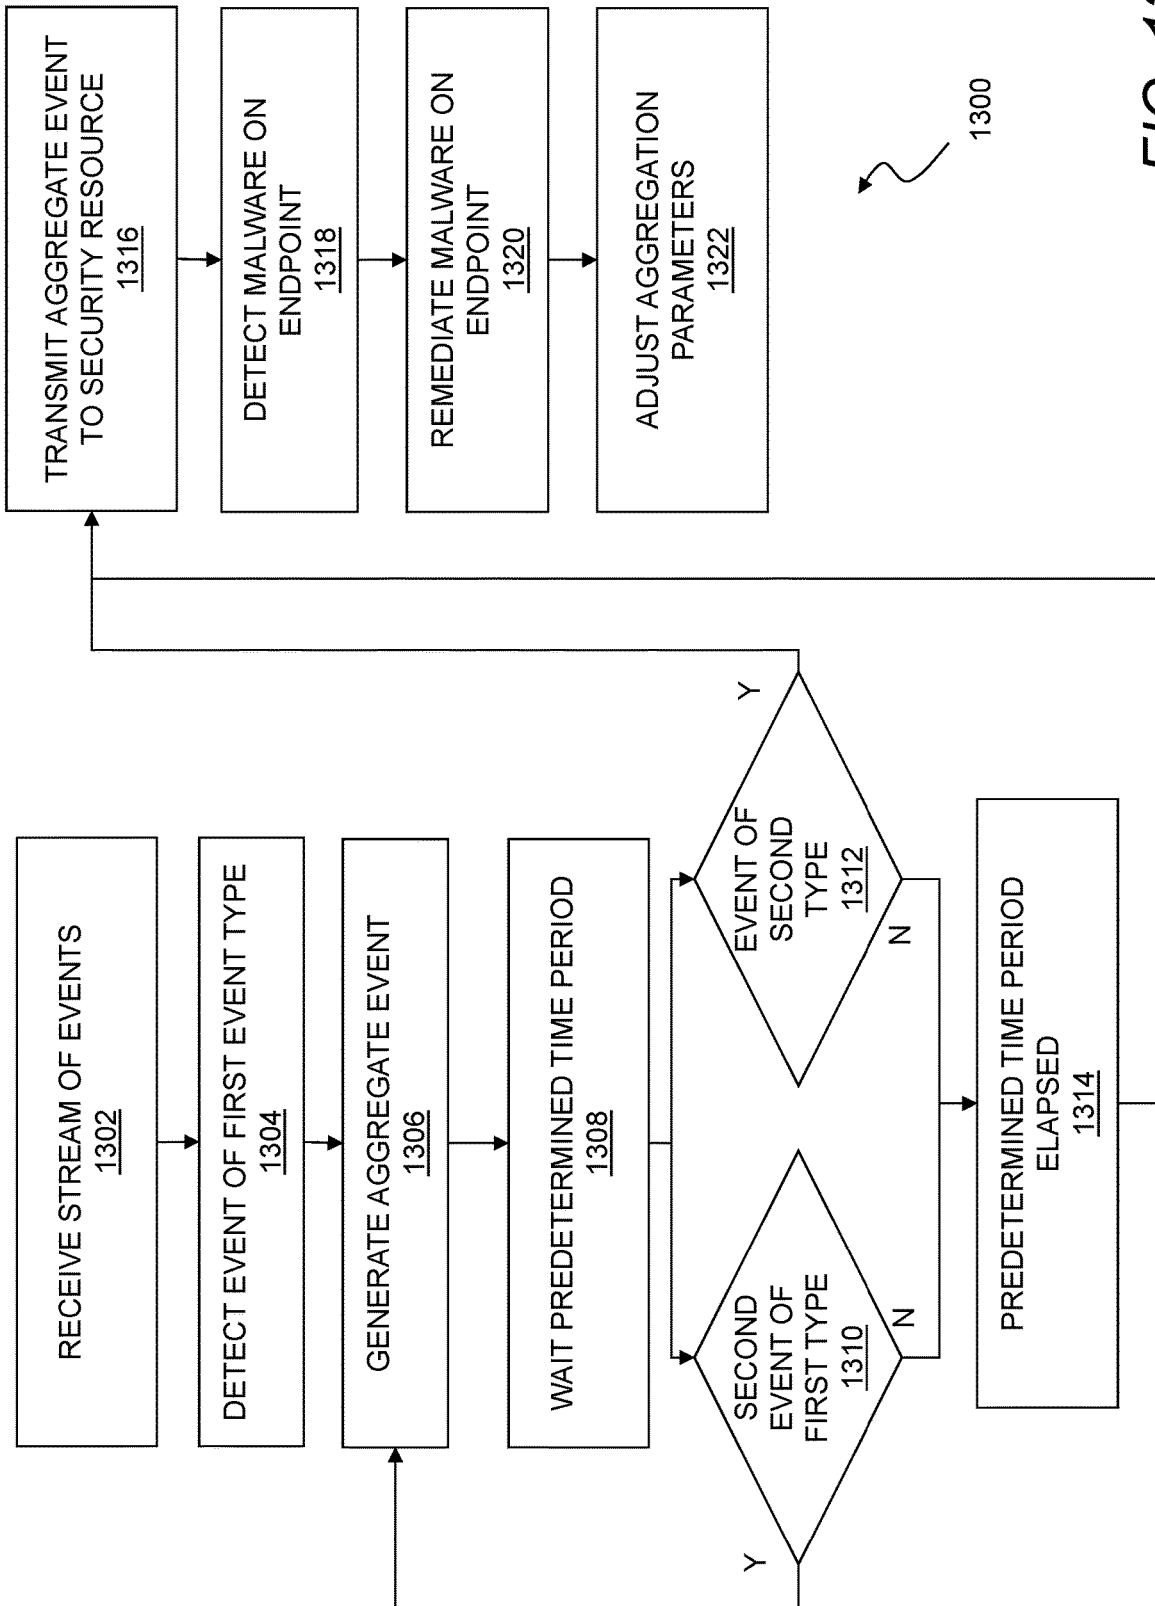 RECEIVE STREAM OF EVENTS
1302
DETECT EVENT OF FIRST EVENT TYPE
1304
GENERATE AGGREGATE EVENT
1306
WAIT PREDETERMINED TIME PERIOD
1308
SECOND
EVENT OF
FIRST TYPE
1310
Y
N
EVENT OF
SECOND
TYPE
1312
Y
N
PREDETERMINED TIME PERIOD
ELAPSED
1314
TRANSMIT AGGREGATE EVENT
TO SECURITY RESOURCE
1316
DETECT MALWARE ON
ENDPOINT
1318
REMEDIATE MALWARE ON
ENDPOINT
1320
ADJUST AGGREGATION
PARAMETERS
1322
1300
FIG.